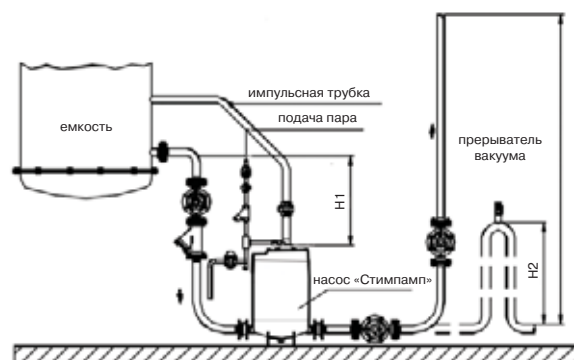 импульсная трубка
подача пара
емкость
прерыватель
вакуума
H1
H2
насос «Стимпамп»